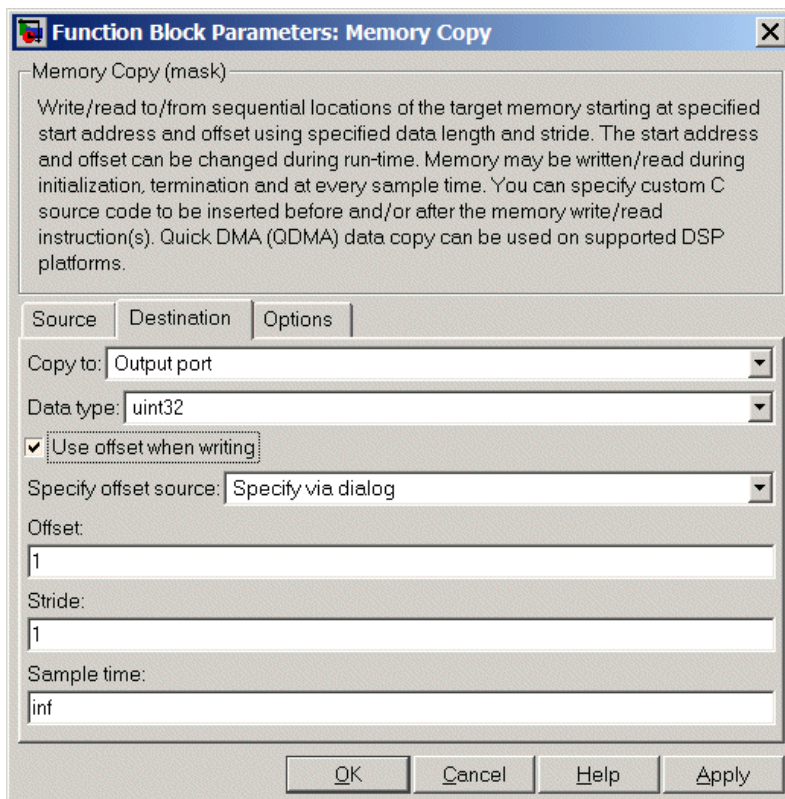 Function Block Parameters: Memory Copy
Memory Copy (mask)
Write/read to/from sequential locations of the target memory starting at specified
start address and offset using specified data length and stride. The start address
and offset can be changed during run-time. Memory may be written/read during
initialization, termination and at every sample time. You can specify custom C
source code to be inserted before and/or after the memory write/read
instruction(s). Quick DMA (QDMA) data copy can be used on supported DSP
platforms.
Source Destination Options
Copy to: Output port
Data type: uint32
Use offset when writing
Specify offset source: Specify via dialog
Offset:
1
Stride:
1
Sample time:
inf
OK Cancel Help Apply